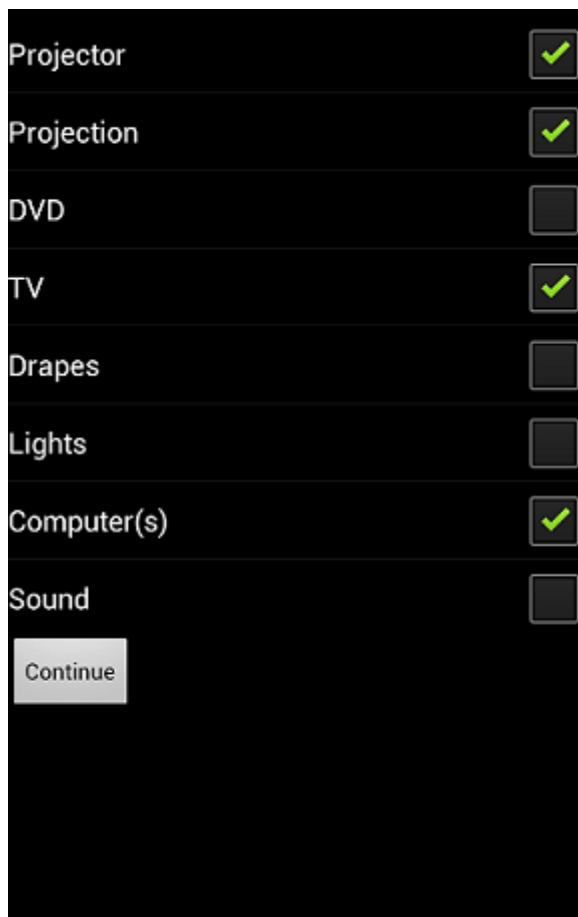 Projector
Projection
DVD
TV
Drapes
Lights
Computer(s)
Sound
Continue